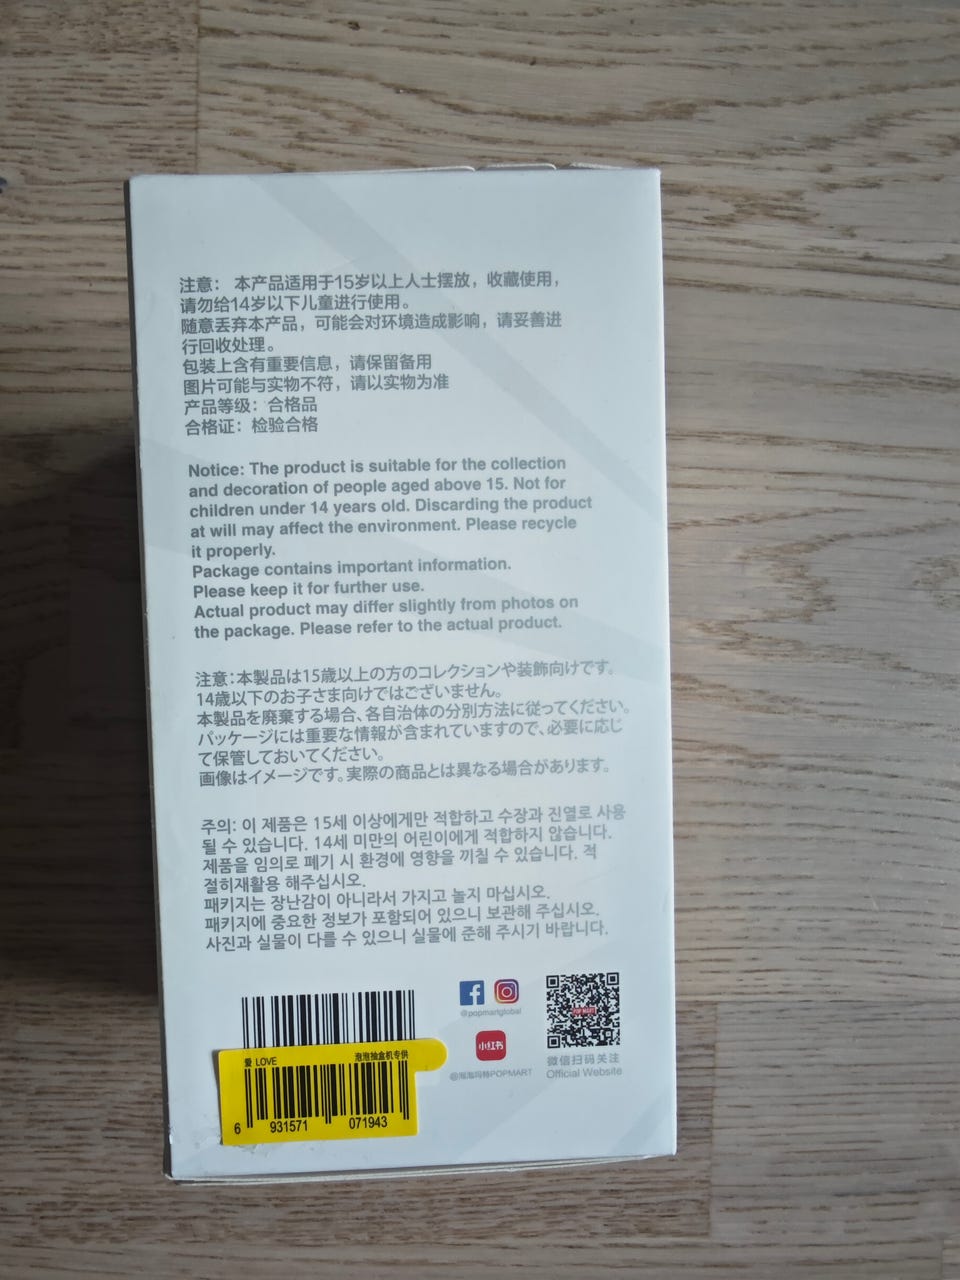 注意： 本产品适用于15岁以上人士摆放，收藏使用，
请勿给14岁以下儿童进行使用。
随意丢弃本产品，可能会对环境造成影响，请妥善进
行回收处理。
包装上含有重要信息，请保留备用
图片可能与实物不符，请以实物为准
产品等级：合格品
合格证：检验合格
Notice: The product is suitable for the collection
and decoration of people aged above 15. Not for
children under 14 years old. Discarding the product
at will may affect the environment. Please recycle
it properly.
Package contains important information.
Please keep it for further use.
Actual product may differ slightly from photos on
the package. Please refer to the actual product.
注意：本製品は15歳以上の方のコレクションや装飾向けです。
14歳以下のお子さま向けではございません。
本製品を廃棄する場合、各自治体の分別方法に従ってください。
パッケージには重要な情報が含まれていますので、必要に応じ
て保管しておいてください。
画像はイメージです。実際の商品とは異なる場合があります。
주의: 이 제품은 15세 이상에게만 적합하고 수장과 진열로 사용
될 수 있습니다. 14세 미만의 어린이에게 적합하지 않습니다.
제품을 임의로 폐기 시 환경에 영향을 끼칠 수 있습니다. 적
절히재활용 해주십시오.
패키지는 장난감이 아니라서 가지고 놀지 마십시오.
패키지에 중요한 정보가 포함되어 있으니 보관해 주십시오.
사진과 실물이 다를 수 있으니 실물에 준해 주시기 바랍니다.
@popmartglobal
POP MART
小红书
@泡泡玛特POPMART
微信扫码关注
Official Website
爱 LOVE 泡泡抽盒机专供
6 931571 071943